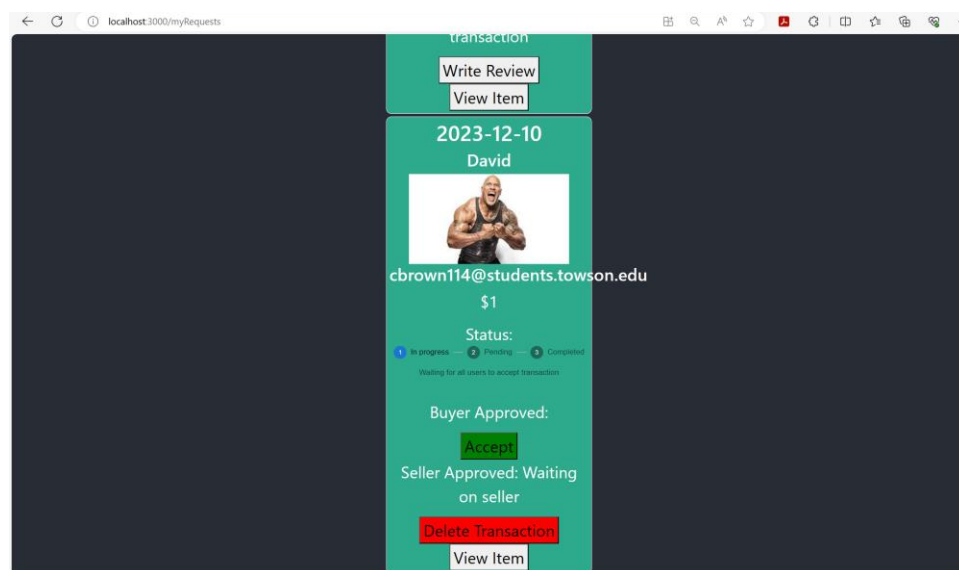 localhost:3000/myRequests
transaction
Write Review
View Item
2023-12-10
David
cbrown114@students.towson.edu
$1
Status:
1 In progress 2 Pending 3 Completed
Waiting for all users to accept transaction
Buyer Approved:
Accept
Seller Approved: Waiting
on seller
Delete Transaction
View Item